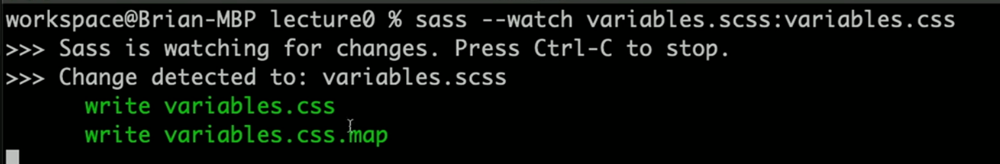 workspace@Brian-MBP lecture0 % sass --watch variables.scss:variables.css
>>> Sass is watching for changes. Press Ctrl-C to stop.
>>> Change detected to: variables.scss
write variables.css
write variables.css.map